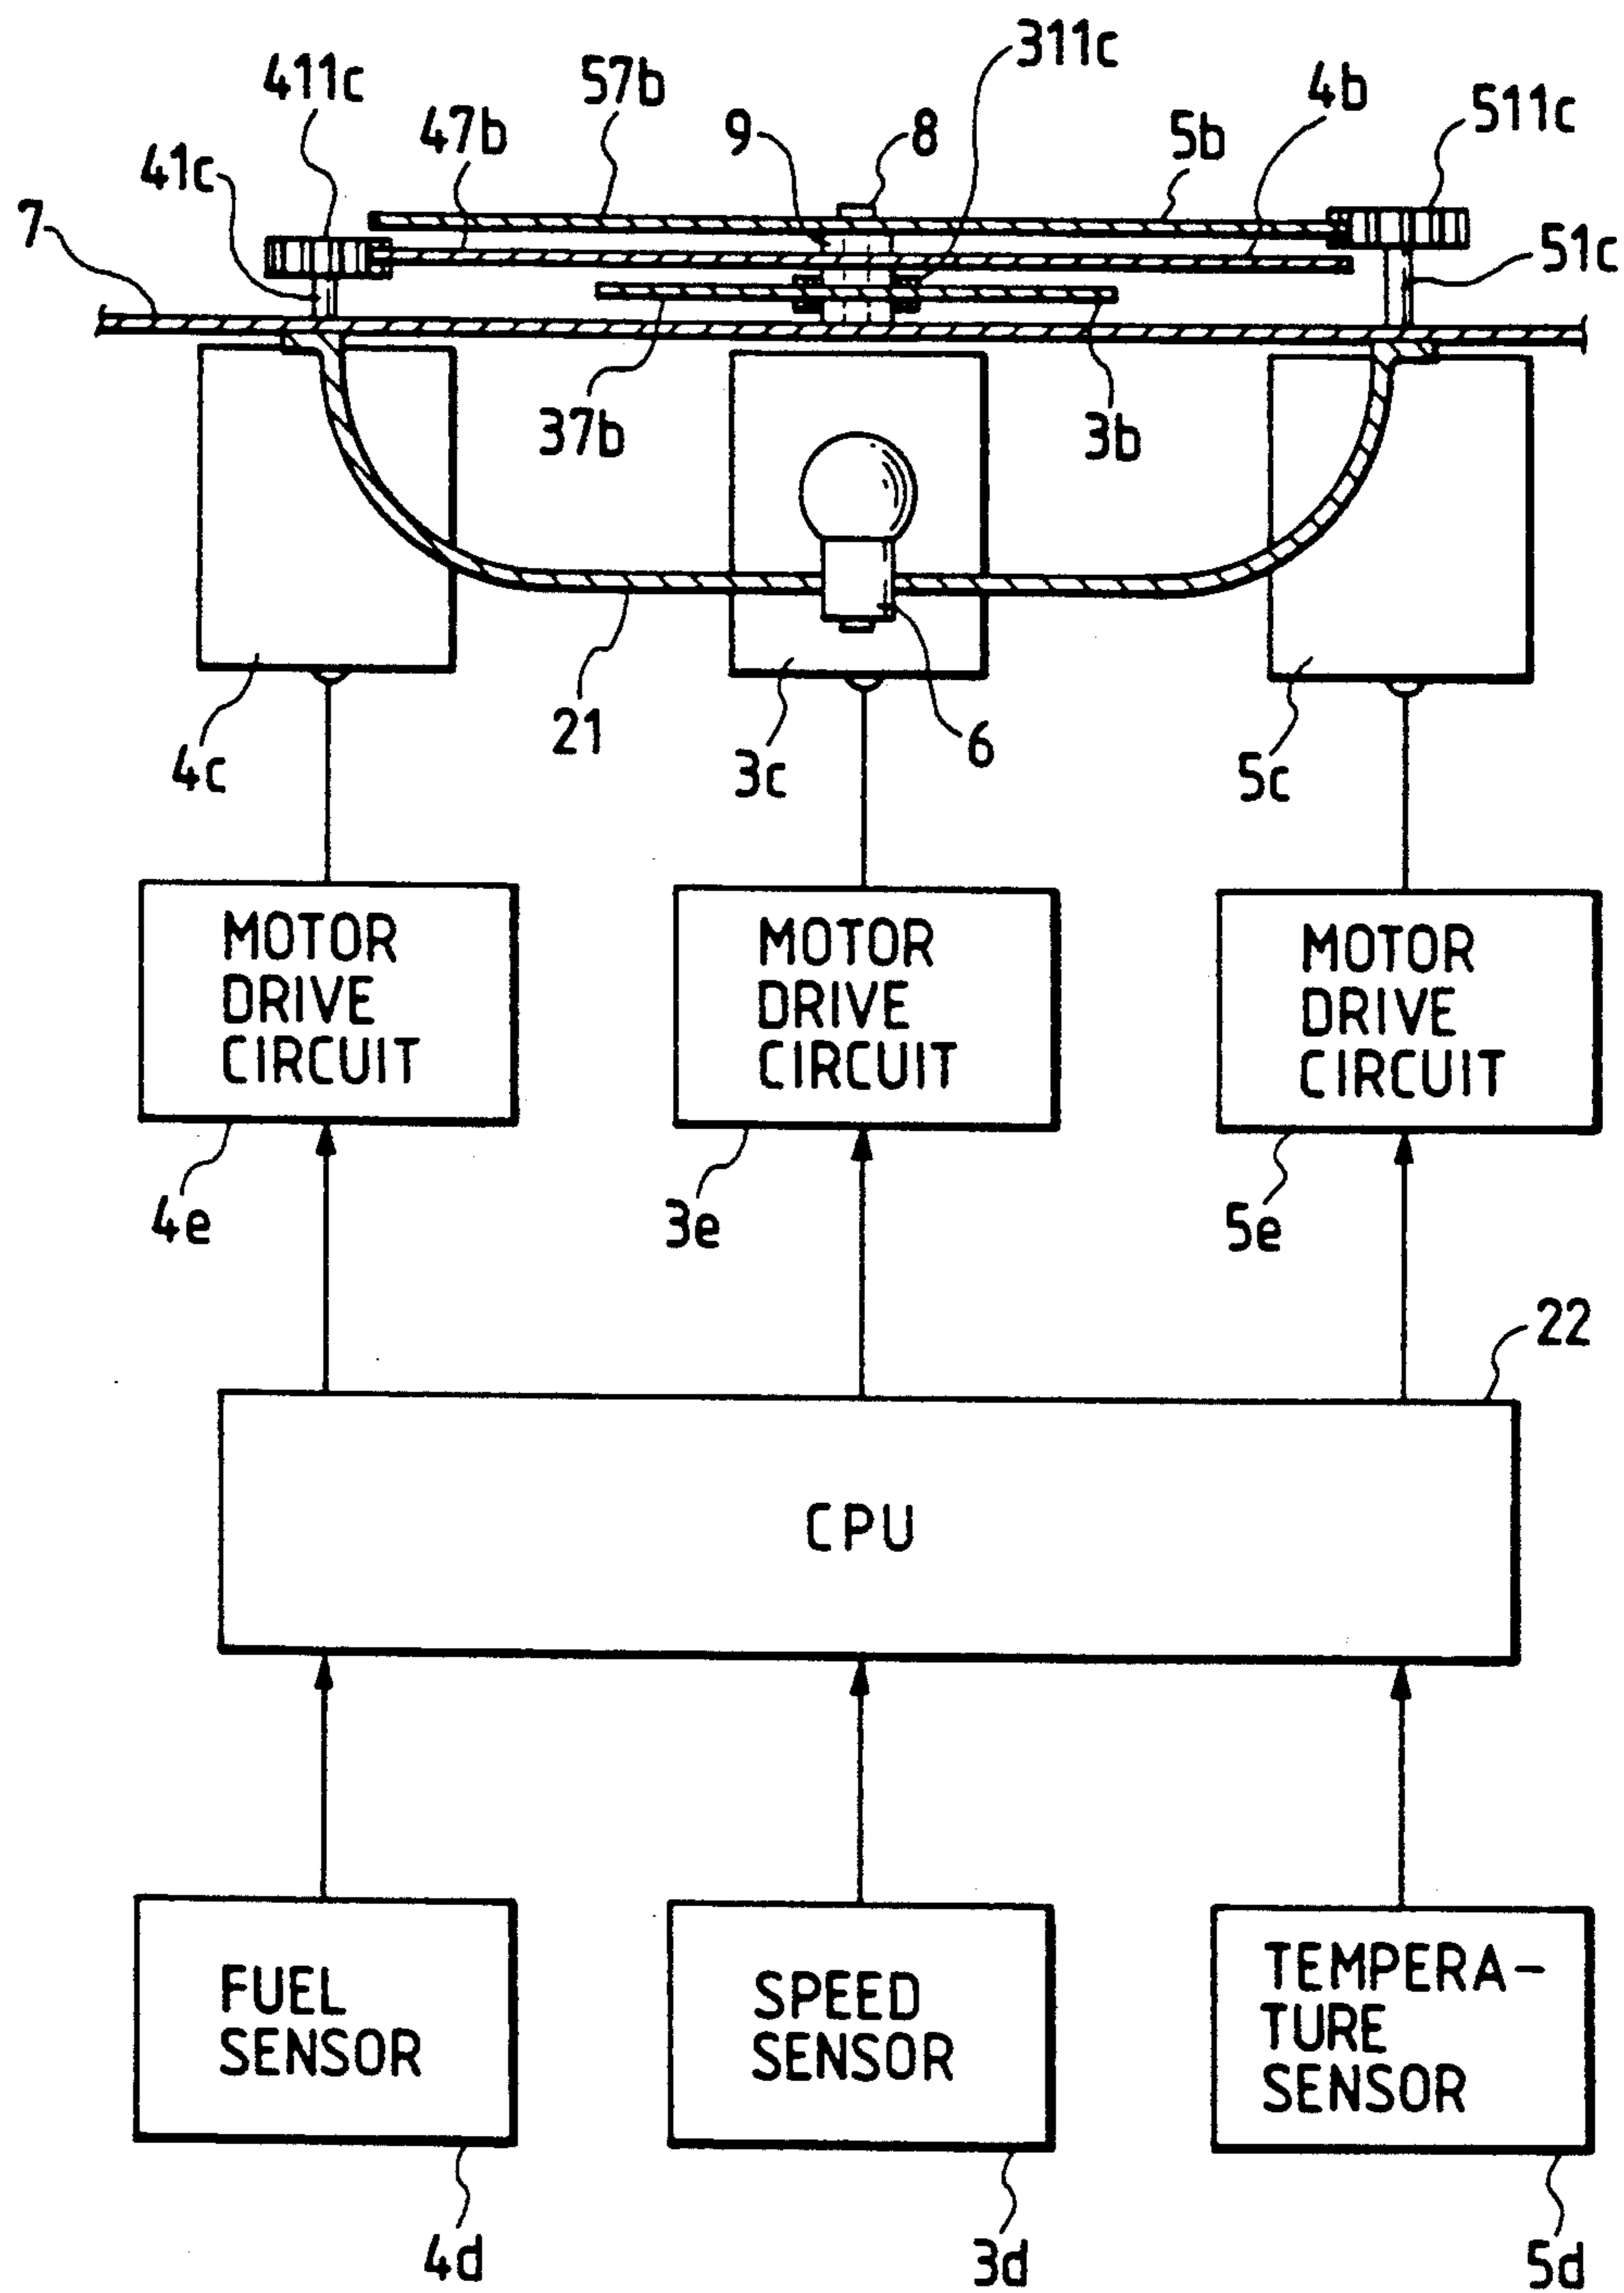 311c
411c
57b
4b
47b
9
8
511c
5b
41c
7
51c
37b
3b
21
6
4c
3c
5c
MOTOR
DRIVE
CIRCUIT
MOTOR
DRIVE
CIRCUIT
MOTOR
DRIVE
CIRCUIT
4e
3e
5e
22
CPU
FUEL
SENSOR
SPEED
SENSOR
TEMPERA-
TURE
SENSOR
4d
3d
5d